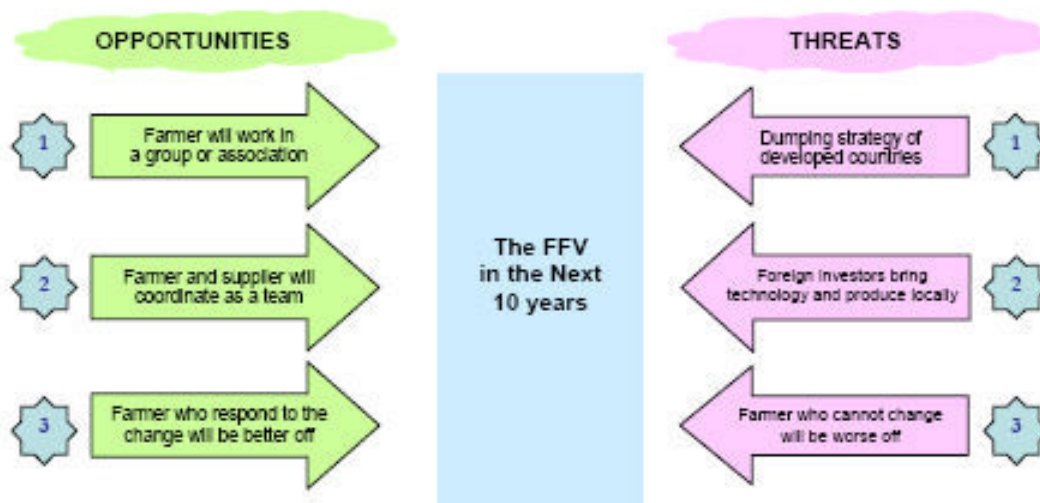 OPPORTUNITIES
1
Farmer will work in
a group or association
2
Farmer and supplier will
coordinate as a team
3
Farmer who respond to the
change will be better off
The FFV
in the Next
10 years
THREATS
Dumping strategy of
developed countries
1
Foreign Investors bring
technology and produce locally
2
Farmer who cannot change
will be worse off
3